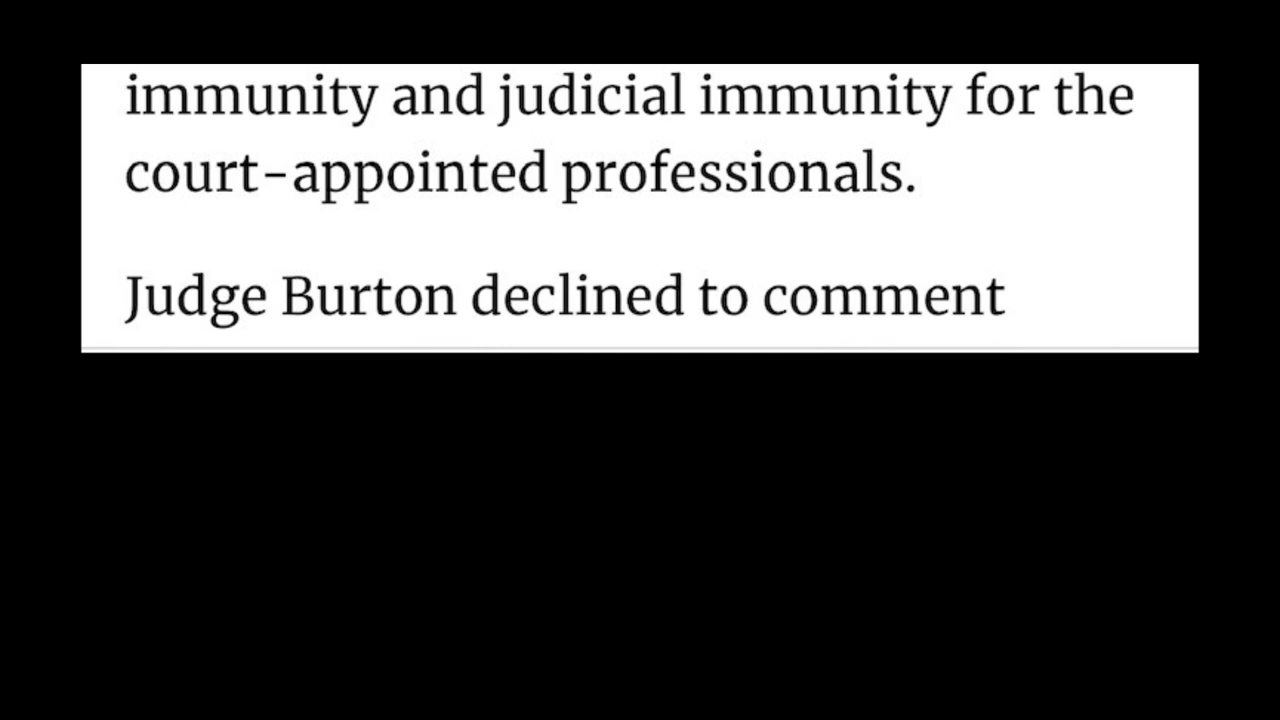 immunity and judicial immunity for the
court-appointed professionals.
Judge Burton declined to comment